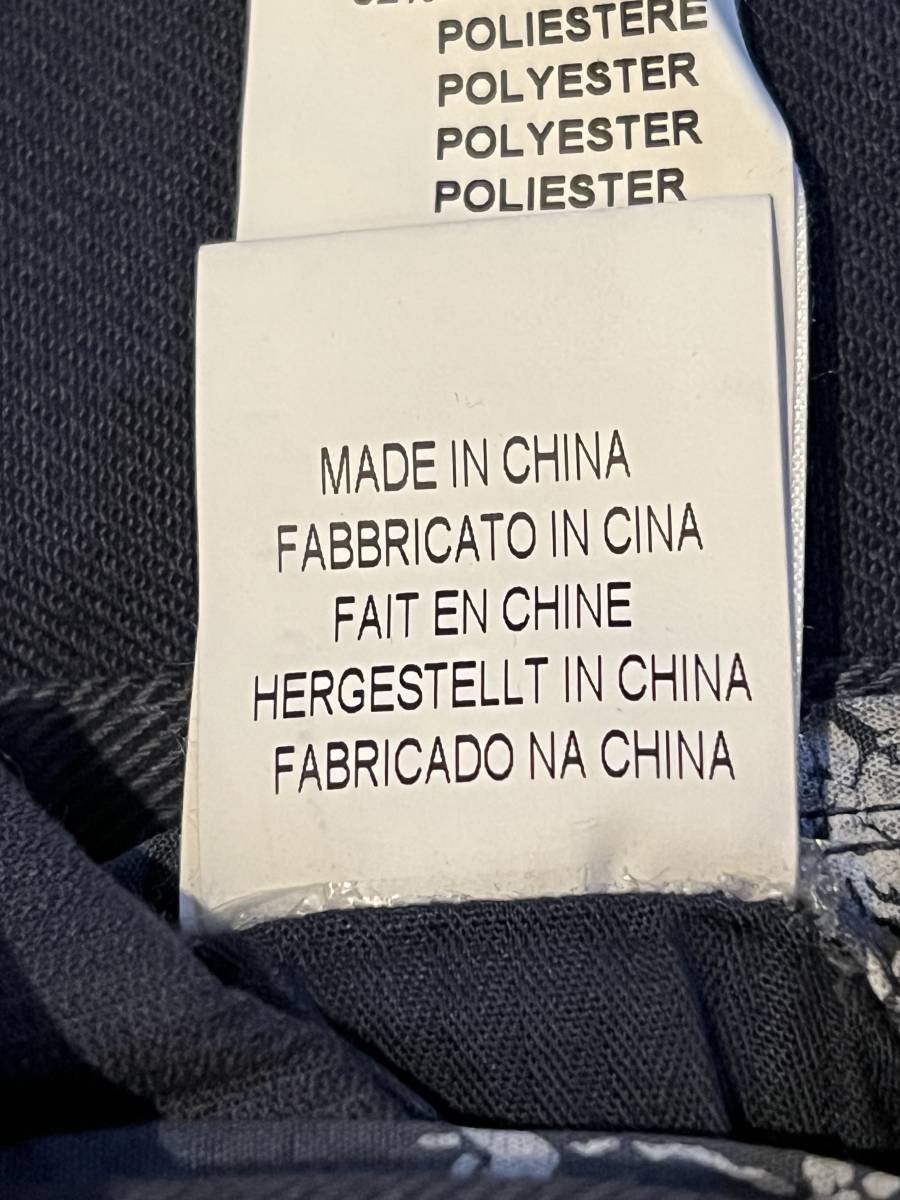 POLIESTERE
POLYESTER
POLYESTER
POLIESTER
MADE IN CHINA
FABBRICATO IN CINA
FAIT EN CHINE
HERGESTELLT IN CHINA
FABRICADO NA CHINA